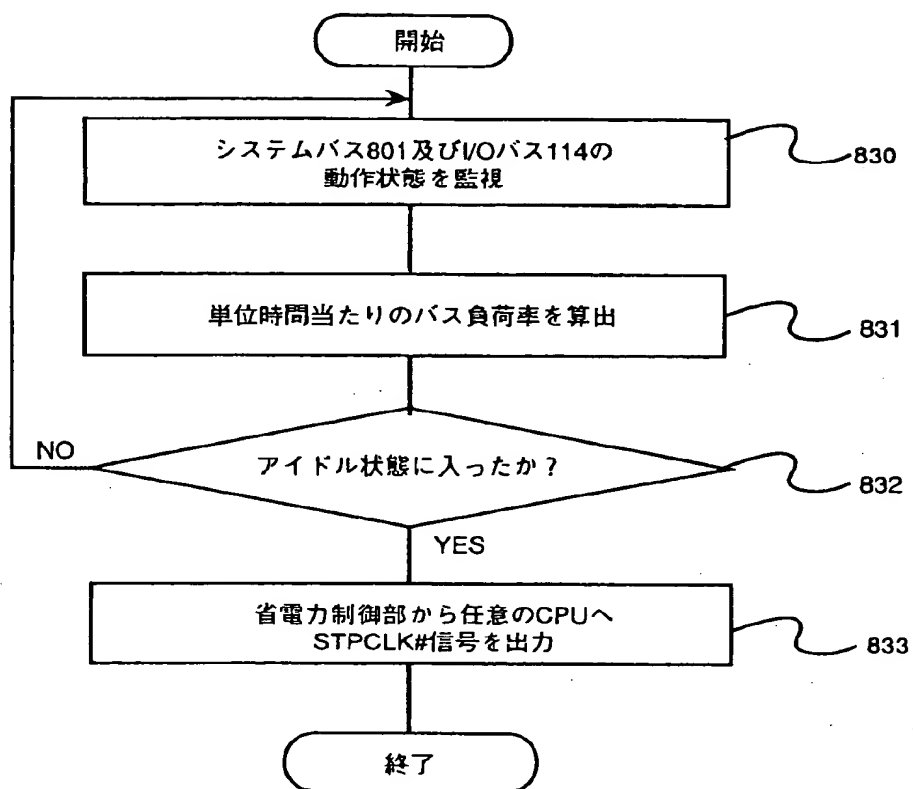 開始
システムバス801及びI/Oバス114の
動作状態を監視
830
単位時間当たりのバス負荷率を算出
831
アイドル状態に入ったか？
832
NO
YES
省電力制御部から任意のCPUへ
STPCLK#信号を出力
833
終了